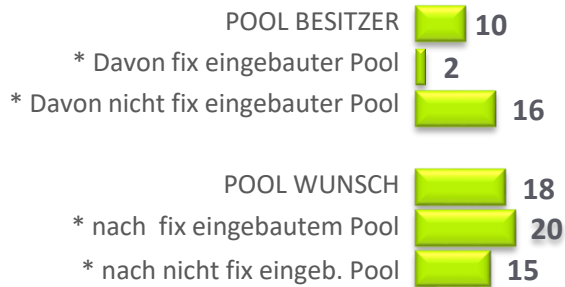 POOL BESITZER 10
* Davon fix eingebauter Pool 2
* Davon nicht fix eingebauter Pool 16
POOL WUNSCH 18
* nach fix eingebautem Pool 20
* nach nicht fix eingeb. Pool 15